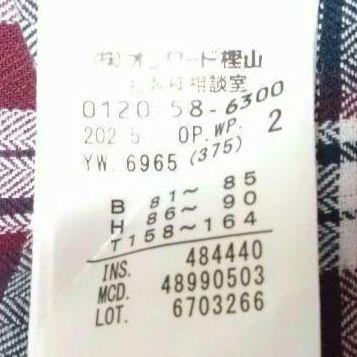 (株)オンワード樫山
お客様相談室
0120-58-6300
202 5 OP. WP. 2
YW. 6965 (375)
B 81～ 85
H 86～ 90
T 158～164
INS. 484440
MCD. 48990503
LOT. 6703266